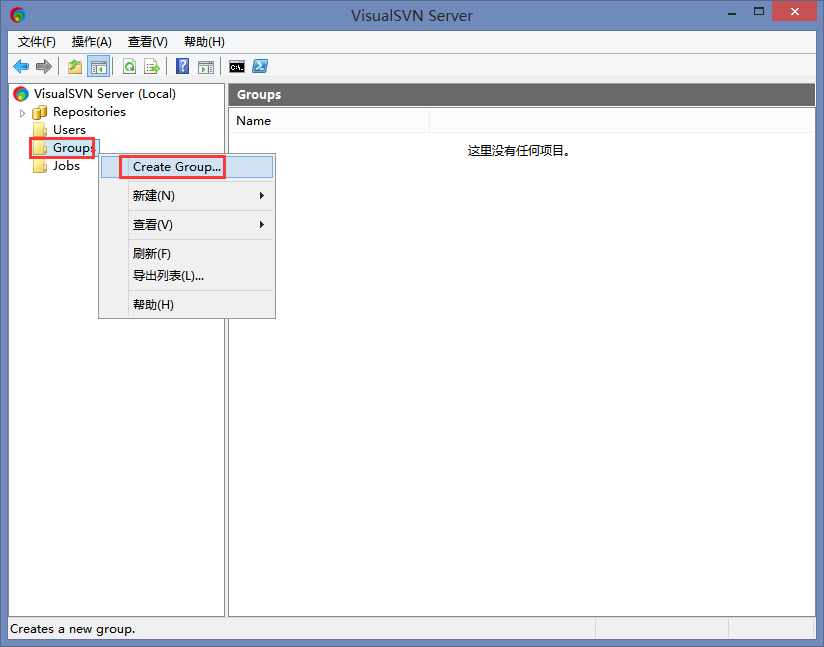 VisualSVN Server
文件(F) 操作(A) 查看(V) 帮助(H)
VisualSVN Server (Local)
Repositories
Users
Groups
Jobs
Groups
Name
这里没有任何项目。
Create Group...
新建(N)
查看(V)
刷新(F)
导出列表(L)...
帮助(H)
Creates a new group.